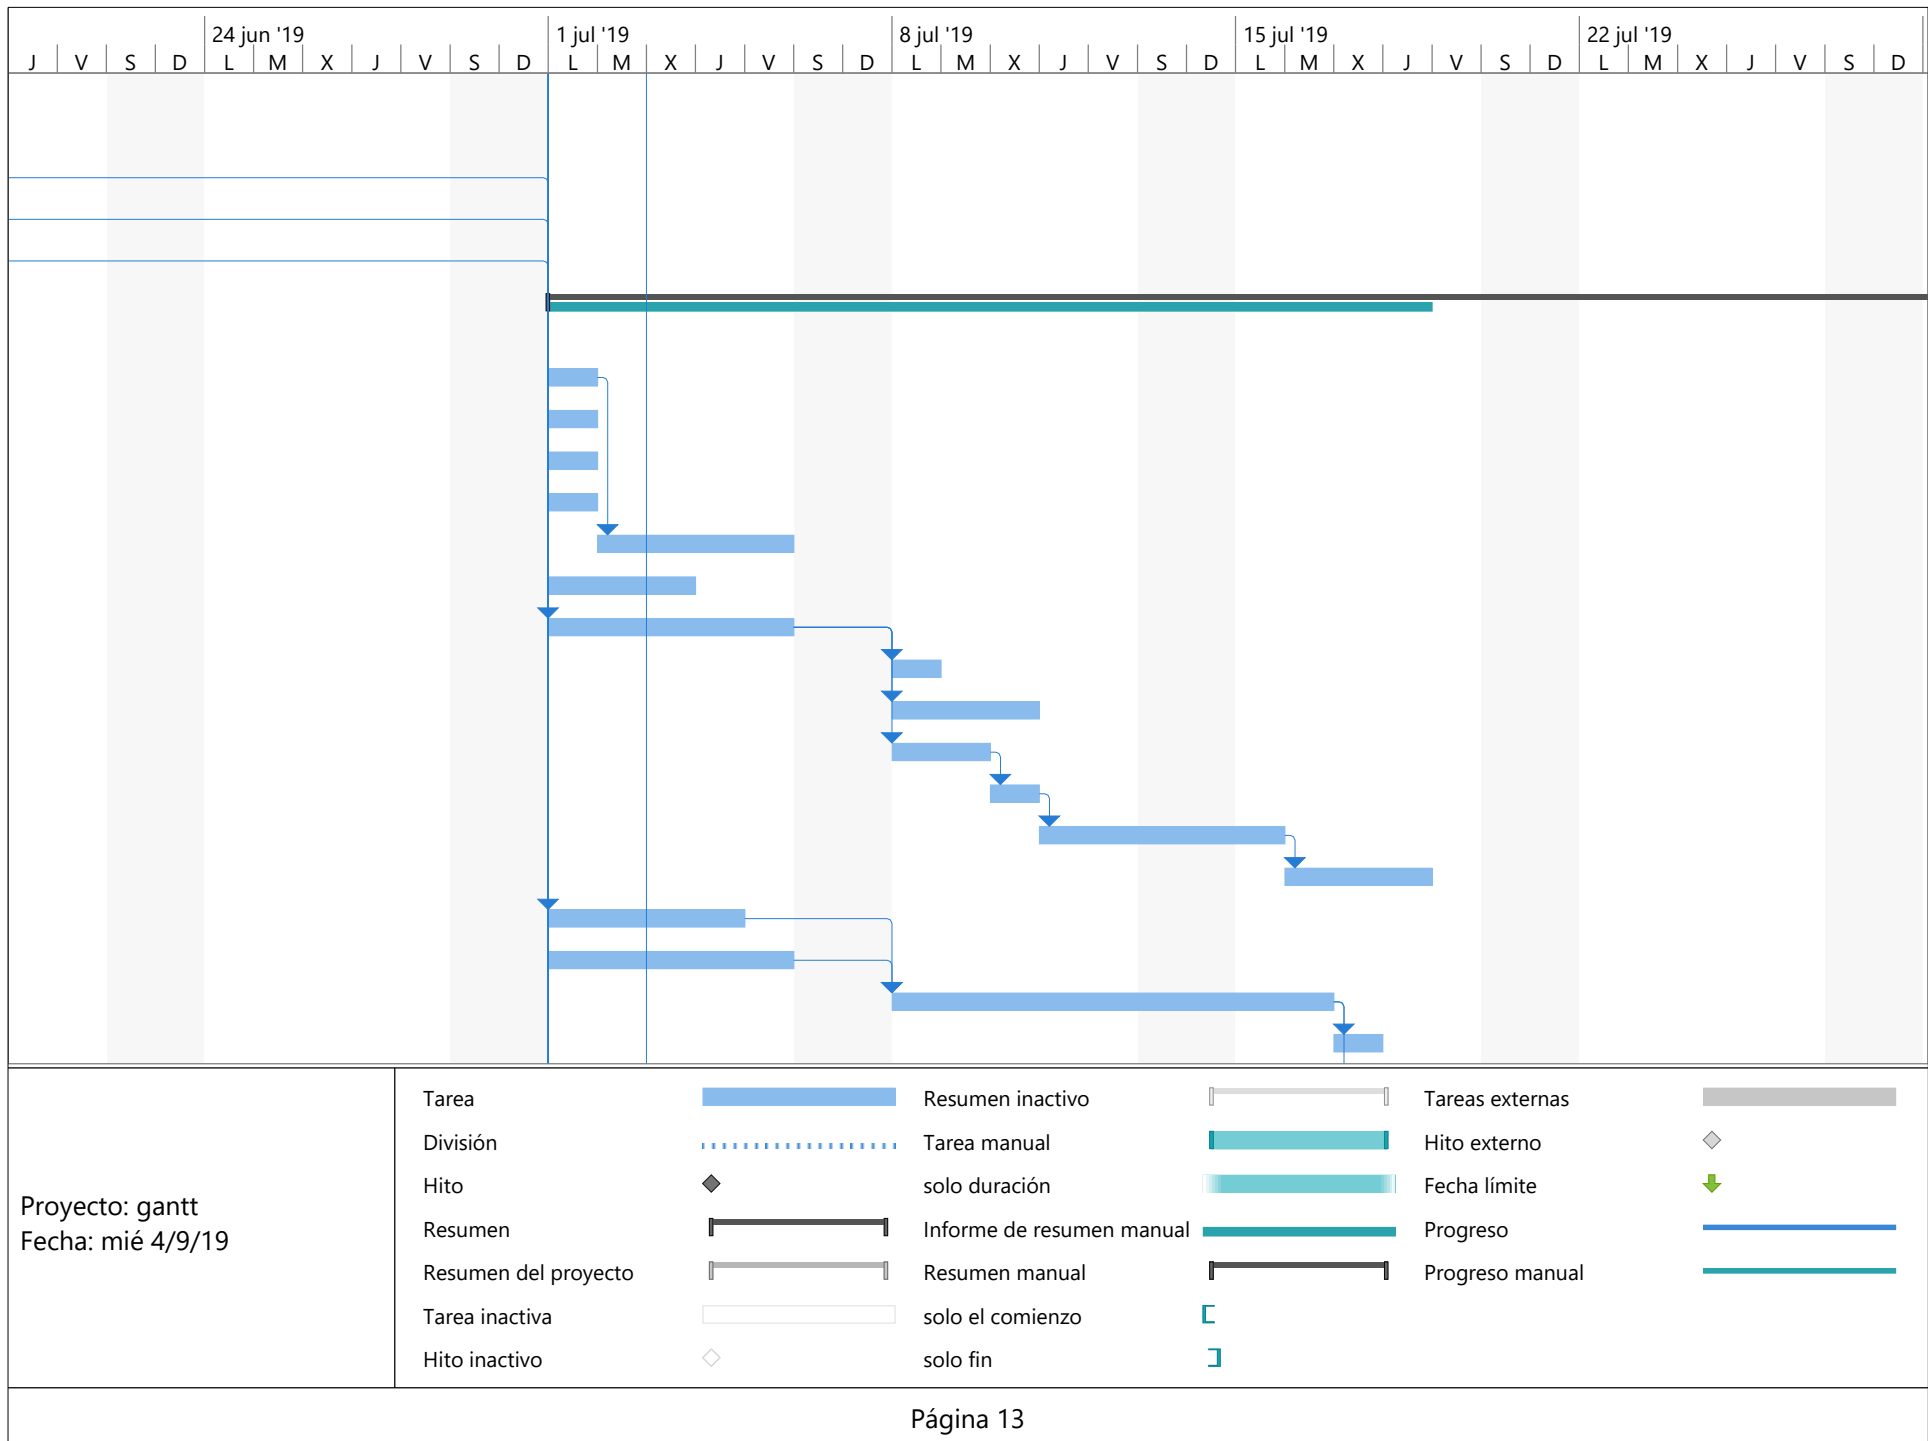 24 jun '19 1 jul '19 8 jul '19 15 jul '19 22 jul '19
J V S D L M X J V S D L M X J V S D L M X J V S D L M X J V S D L M X J V S D
Tarea Resumen inactivo Tareas externas
División Tarea manual Hito externo
Hito solo duración Fecha límite
Resumen Informe de resumen manual Progreso
Resumen del proyecto Resumen manual Progreso manual
Tarea inactiva solo el comienzo
Hito inactivo solo fin
Proyecto: gantt
Fecha: mié 4/9/19
Página 13